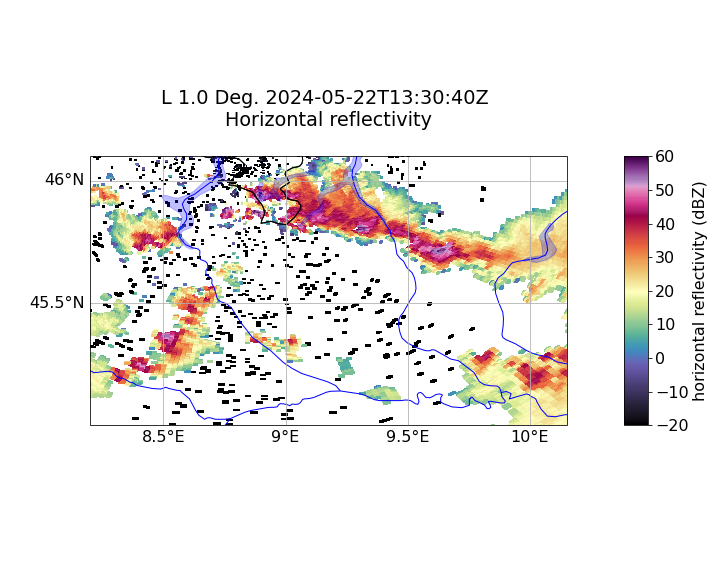 L 1.0 Deg. 2024-05-22T13:30:40Z
Horizontal reflectivity
46°N
45.5°N
8.5°E
9°E
9.5°E
10°E
60
50
40
30
20
10
0
−10
−20
horizontal reflectivity (dBZ)